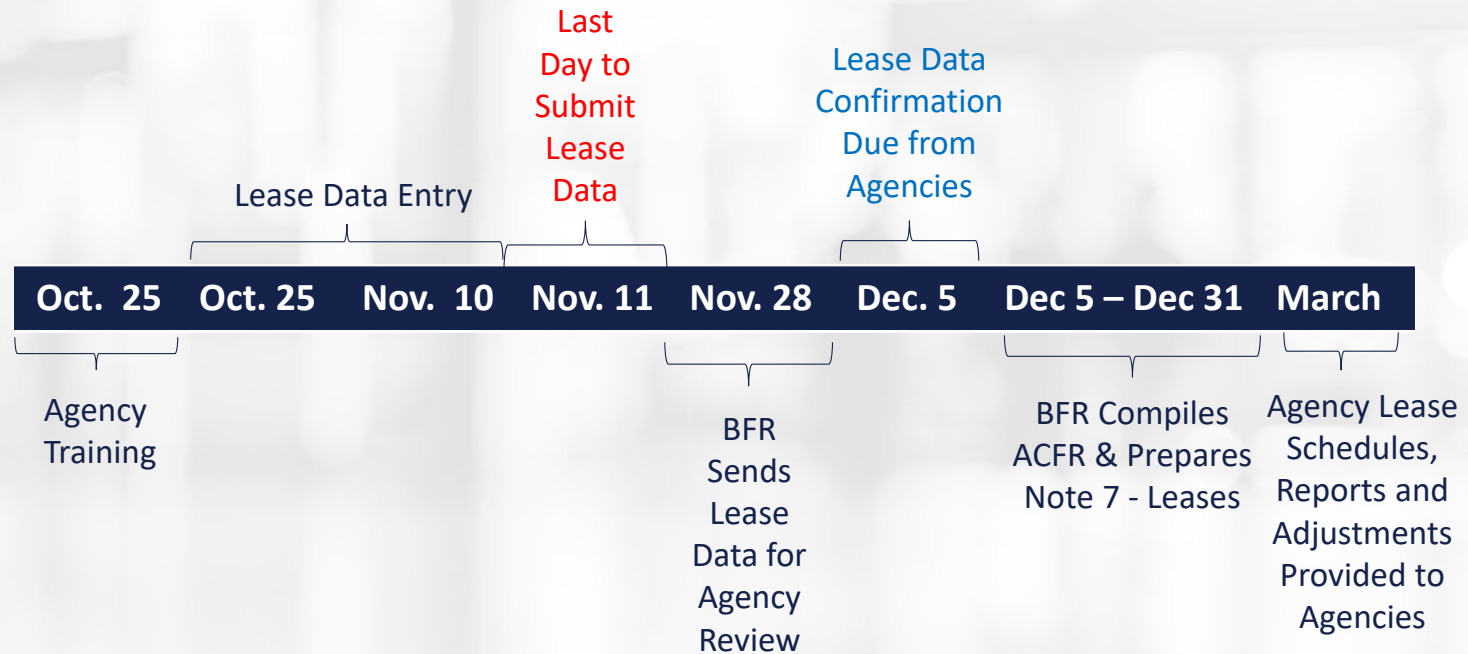 Last
Day to
Submit
Lease
Data
Lease Data
Confirmation
Due from
Agencies
Lease Data Entry
Oct.  25 Oct. 25 Nov.  10 Nov. 11 Nov. 28 Dec. 5 Dec 5 – Dec 31 March
Agency
Training
BFR
Sends
Lease
Data for
Agency
Review
BFR Compiles
ACFR & Prepares
Note 7 - Leases
Agency Lease
Schedules,
Reports and
Adjustments
Provided to
Agencies